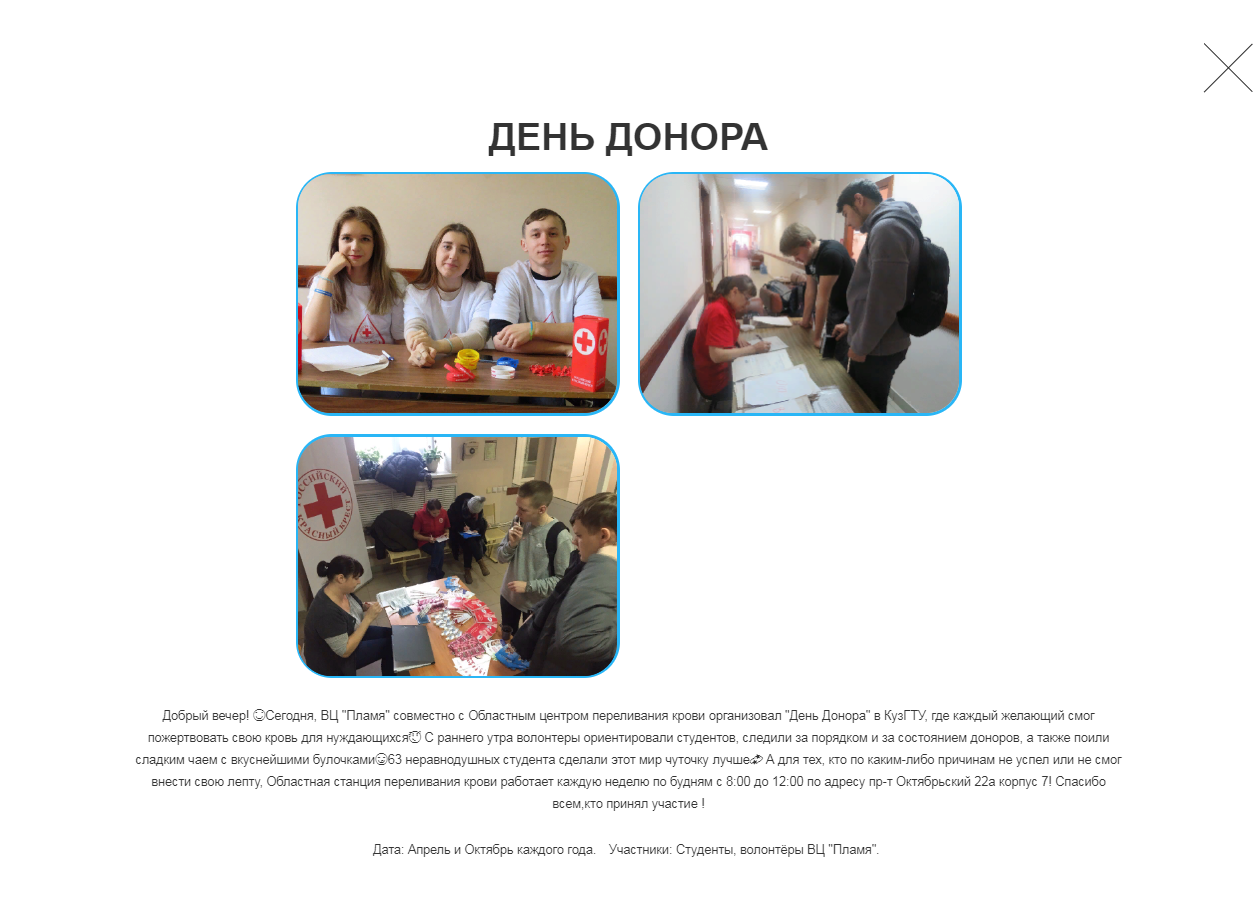 ДЕНЬ ДОНОРА
РОССИЙСКИЙ
КРАСНЫЙ КРЕСТ
Добрый вечер! 😊Сегодня, ВЦ "Пламя" совместно с Областным центром переливания крови организовал "День Донора" в КузГТУ, где каждый желающий смог
пожертвовать свою кровь для нуждающихся😇 С раннего утра волонтеры ориентировали студентов, следили за порядком и за состоянием доноров, а также поили
сладким чаем с вкуснейшими булочками😋63 неравнодушных студента сделали этот мир чуточку лучше💉 А для тех, кто по каким-либо причинам не успел или не смог
внести свою лепту, Областная станция переливания крови работает каждую неделю по будням с 8:00 до 12:00 по адресу пр-т Октябрьский 22а корпус 7! Спасибо
всем,кто принял участие !
Дата: Апрель и Октябрь каждого года. Участники: Студенты, волонтёры ВЦ "Пламя".